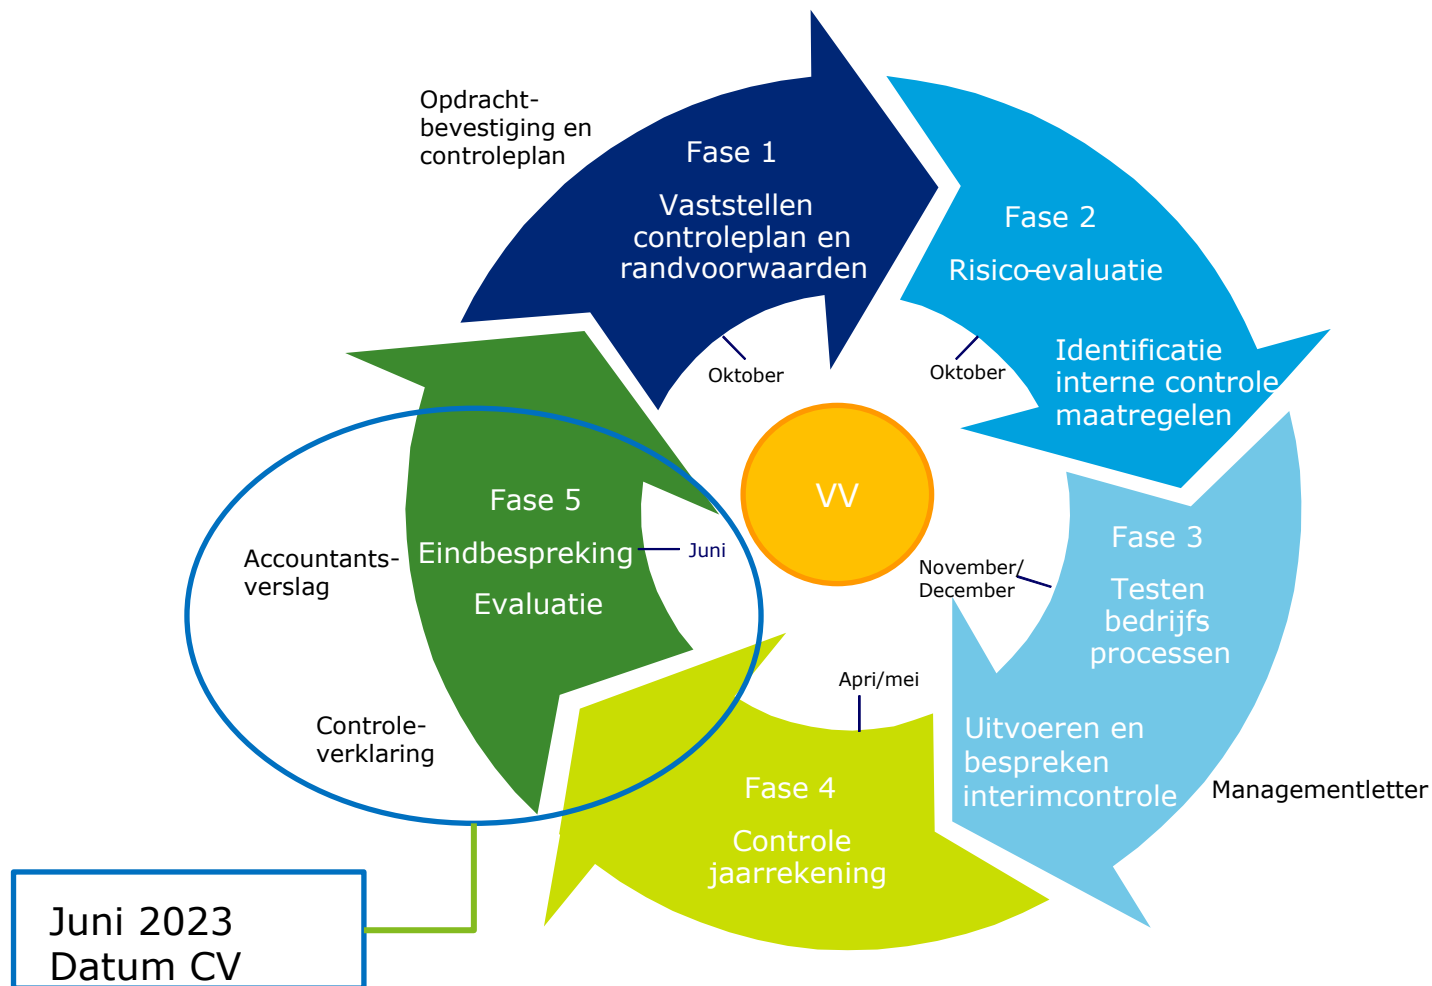 Opdracht-
bevestiging en
controleplan
Fase 1
Vaststellen
controleplan en
randvoorwaarden
Oktober
Fase 2
Risico-evaluatie
Identificatie
interne controle
maatregelen
Oktober
VV
Fase 3
Testen
bedrijfs
processen
November/
December
Uitvoeren en
bespreken
interimcontrole
Managementletter
Apri/mei
Fase 4
Controle
jaarrekening
Fase 5
Eindbespreking
Evaluatie
Juni
Accountants-
verslag
Controle-
verklaring
Juni 2023
Datum CV